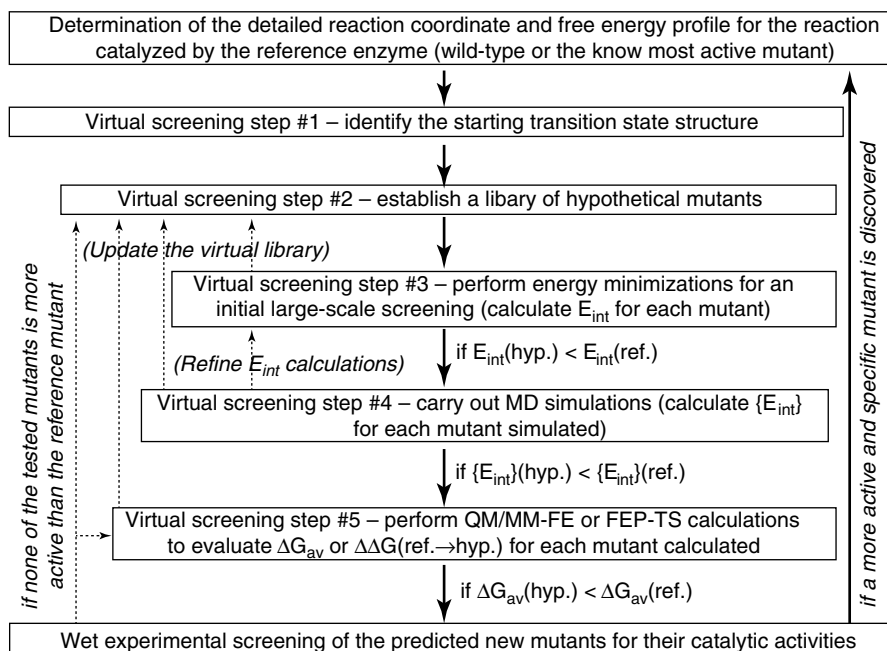 Determination of the detailed reaction coordinate and free energy profile for the reaction
catalyzed by the reference enzyme (wild-type or the know most active mutant)
Virtual screening step #1 – identify the starting transition state structure
Virtual screening step #2 – establish a libary of hypothetical mutants
(Update the virtual library)
Virtual screening step #3 – perform energy minimizations for an
initial large-scale screening (calculate E_int for each mutant)
if E_int(hyp.) < E_int(ref.)
(Refine E_int calculations)
Virtual screening step #4 – carry out MD simulations (calculate {E_int}
for each mutant simulated)
if {E_int}(hyp.) < {E_int}(ref.)
Virtual screening step #5 – perform QM/MM-FE or FEP-TS calculations
to evaluate ΔG_av or ΔΔG(ref.→hyp.) for each mutant calculated
if ΔG_av(hyp.) < ΔG_av(ref.)
Wet experimental screening of the predicted new mutants for their catalytic activities
if none of the tested mutants is more
active than the reference mutant
if a more active and specific mutant is discovered